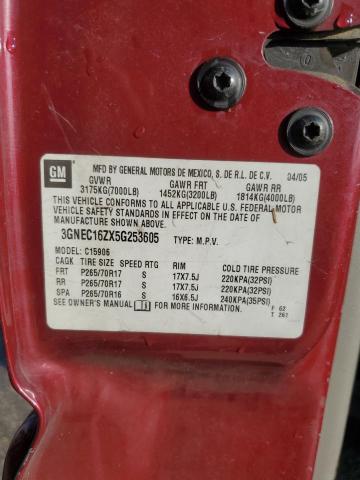 GM
MFD BY GENERAL MOTORS DE MEXICO, S. DE R.L. DE C.V. 04/05
GVWR GAWR FRT GAWR RR
3175KG(7000LB) 1452KG(3200LB) 1814KG(4000LB)
THIS VEHICLE CONFORMS TO ALL APPLICABLE U.S. FEDERAL MOTOR
VEHICLE SAFETY STANDARDS IN EFFECT ON THE DATE OF
MANUFACTURE SHOWN ABOVE.
3GNEC16ZX5G253605 TYPE: M.P.V.
MODEL: C15906
CAGK TIRE SIZE SPEED RTG RIM COLD TIRE PRESSURE
FRT P265/70R17 S 17X7.5J 220KPA(32PSI)
RR P265/70R17 S 17X7.5J 220KPA(32PSI)
SPA P265/70R16 S 16X6.5J 240KPA(35PSI)
SEE OWNER'S MANUAL i FOR MORE INFORMATION.
F 62
T 261